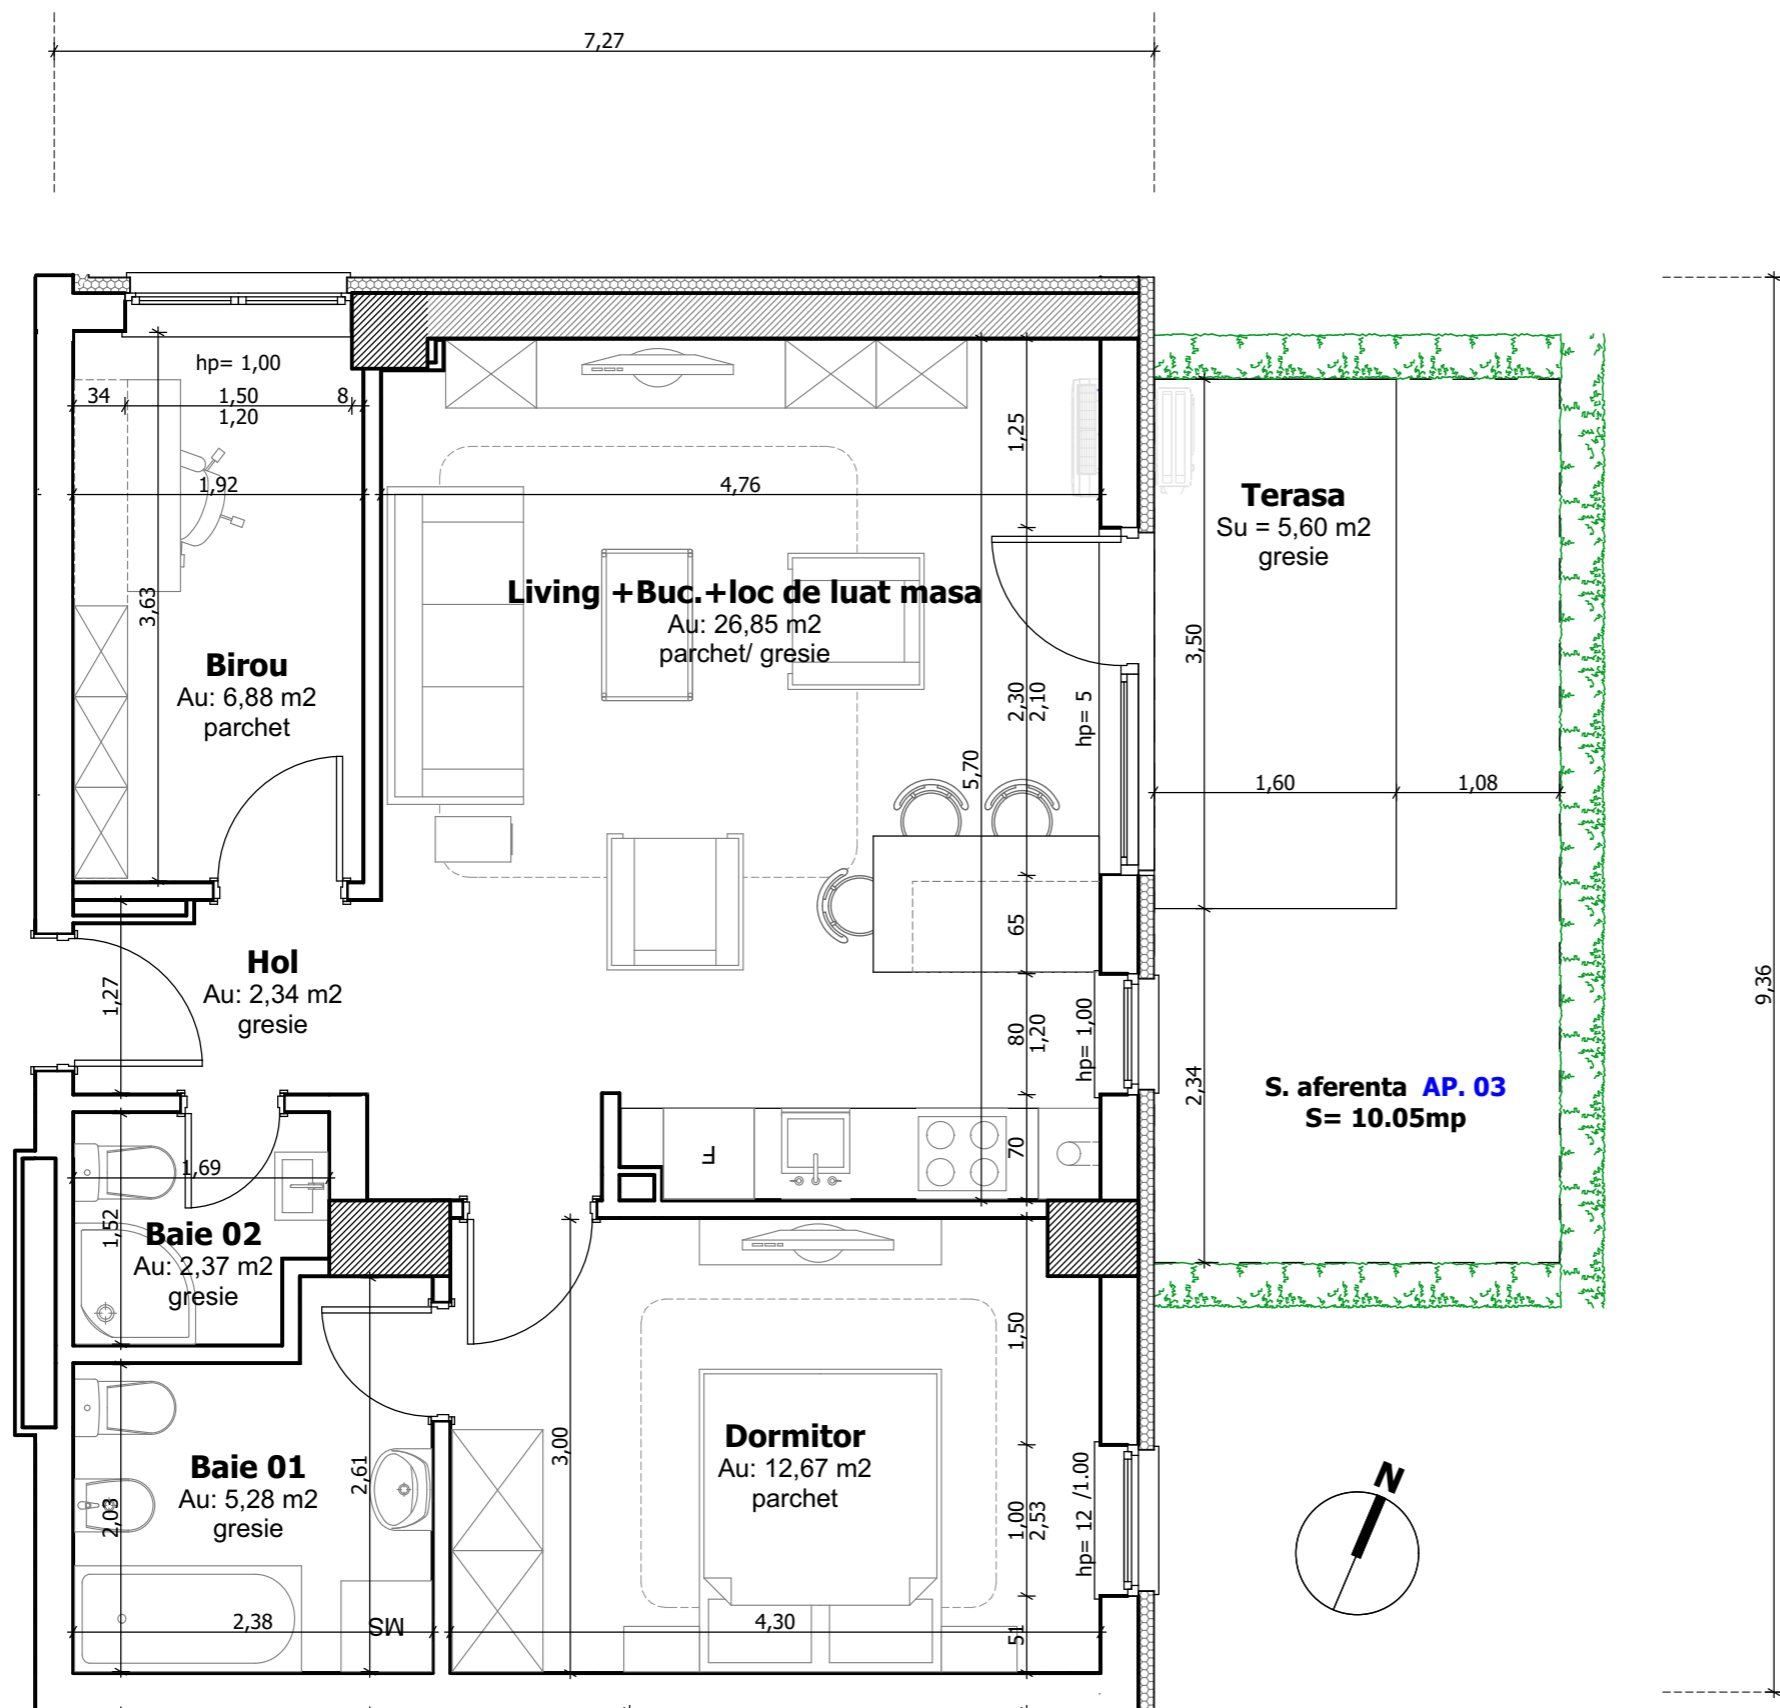 7,27
hp= 1,00
34
1,50
8
1,20
1,25
1,92
4,76
Terasa
Su = 5,60 m2
gresie
3,63
Living +Buc.+loc de luat masa
Au: 26,85 m2
parchet/ gresie
3,50
Birou
Au: 6,88 m2
parchet
2,30
2,10
hp= 5
5,70
1,60
1,08
65
Hol
Au: 2,34 m2
gresie
1,27
80
1,20
hp= 1,00
9,36
2,34
S. aferenta AP. 03
S= 10.05mp
F
70
1,69
1,52
Baie 02
Au: 2,37 m2
gresie
1,50
3,00
Dormitor
Au: 12,67 m2
parchet
Baie 01
Au: 5,28 m2
gresie
2,61
2,03
1,00
2,53
hp= 12 /1.00
N
2,38
MS
4,30
51